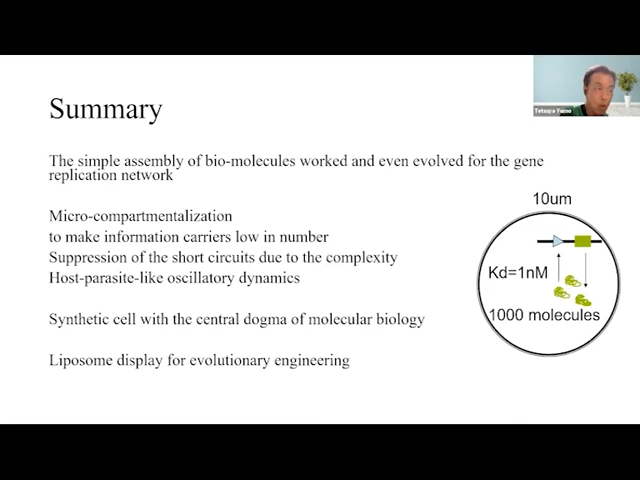 Summary
Tetsuya Yomo
The simple assembly of bio-molecules worked and even evolved for the gene
replication network
10um
Micro-compartmentalization
to make information carriers low in number
Suppression of the short circuits due to the complexity
Host-parasite-like oscillatory dynamics
Kd=1nM
1000 molecules
Synthetic cell with the central dogma of molecular biology
Liposome display for evolutionary engineering